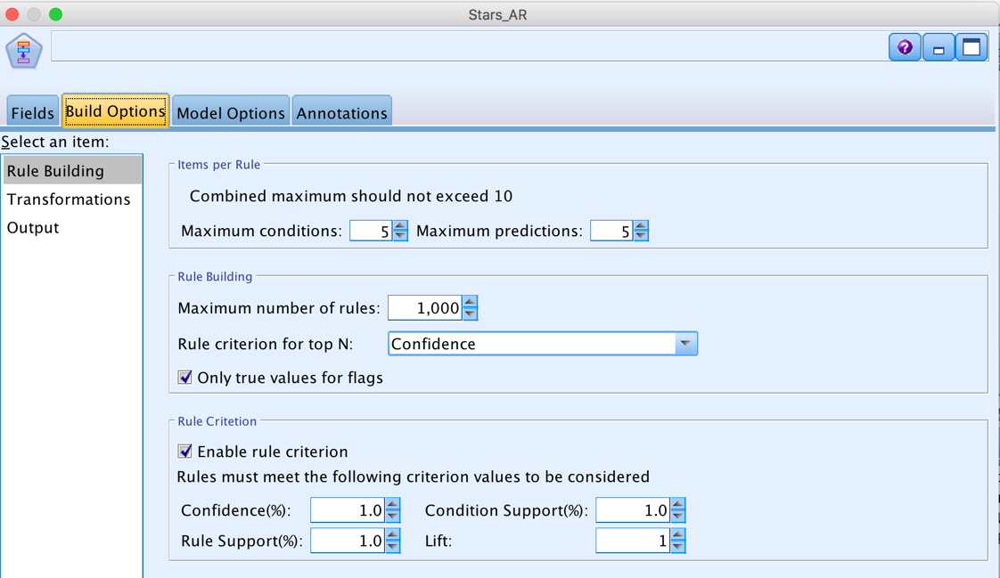 Stars_AR
?
Fields Build Options Model Options Annotations
Select an item:
Rule Building
Transformations
Output
Items per Rule
Combined maximum should not exceed 10
Maximum conditions: 5 Maximum predictions: 5
Rule Building
Maximum number of rules: 1,000
Rule criterion for top N: Confidence
Only true values for flags
Rule Critetion
Enable rule criterion
Rules must meet the following criterion values to be considered
Confidence(%): 1.0 Condition Support(%): 1.0
Rule Support(%): 1.0 Lift: 1